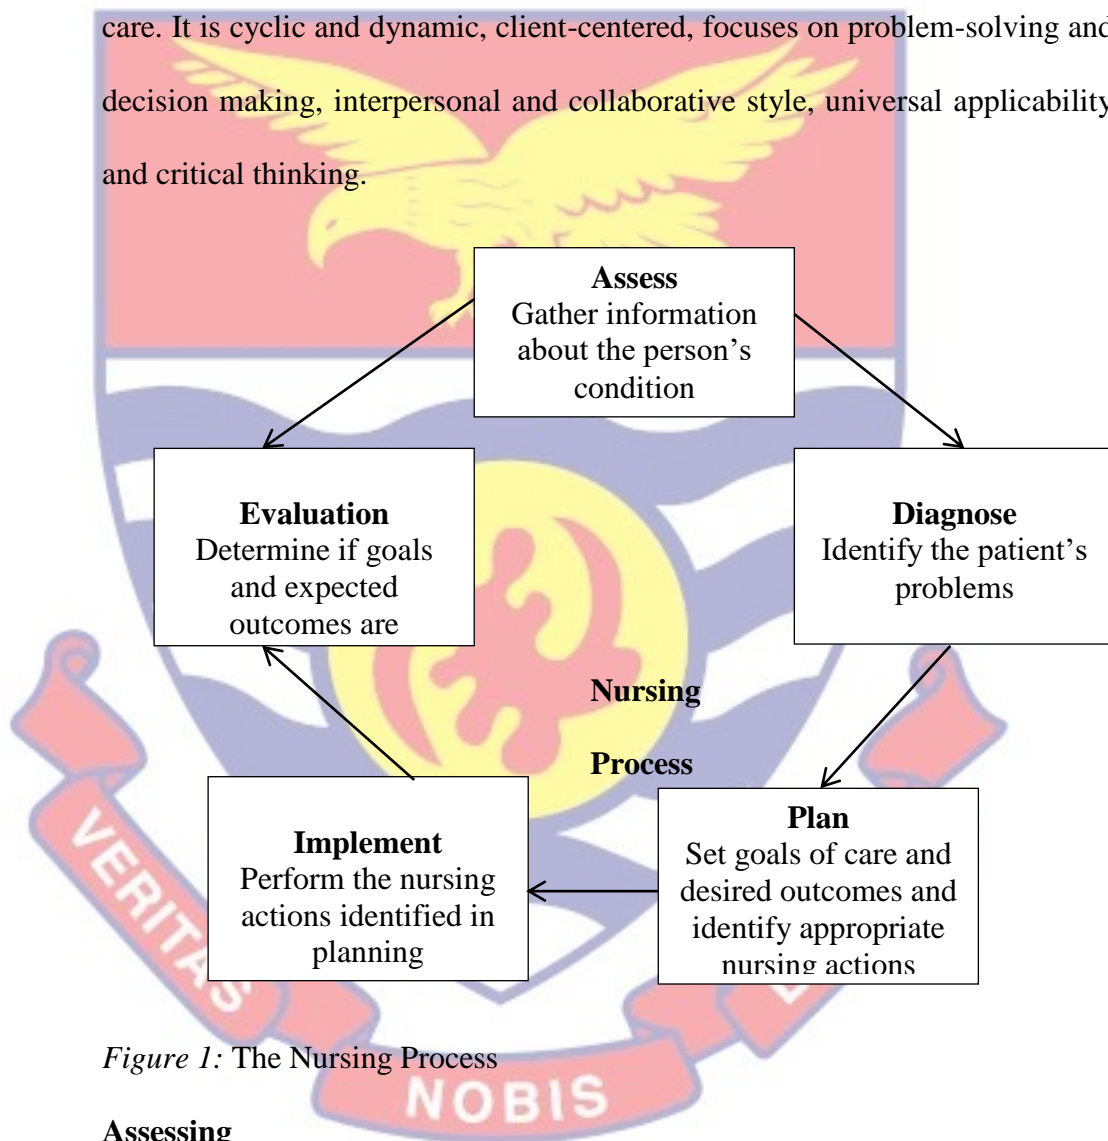 care. It is cyclic and dynamic, client-centered, focuses on problem-solving and
decision making, interpersonal and collaborative style, universal applicability
and critical thinking.
Assess
Gather information
about the person’s
condition
Evaluation
Determine if goals
and expected
outcomes are
Diagnose
Identify the patient’s
problems
Nursing
Process
Implement
Perform the nursing
actions identified in
planning
Plan
Set goals of care and
desired outcomes and
identify appropriate
nursing actions
Figure 1: The Nursing Process
Assessing
VERITAS
NOBIS